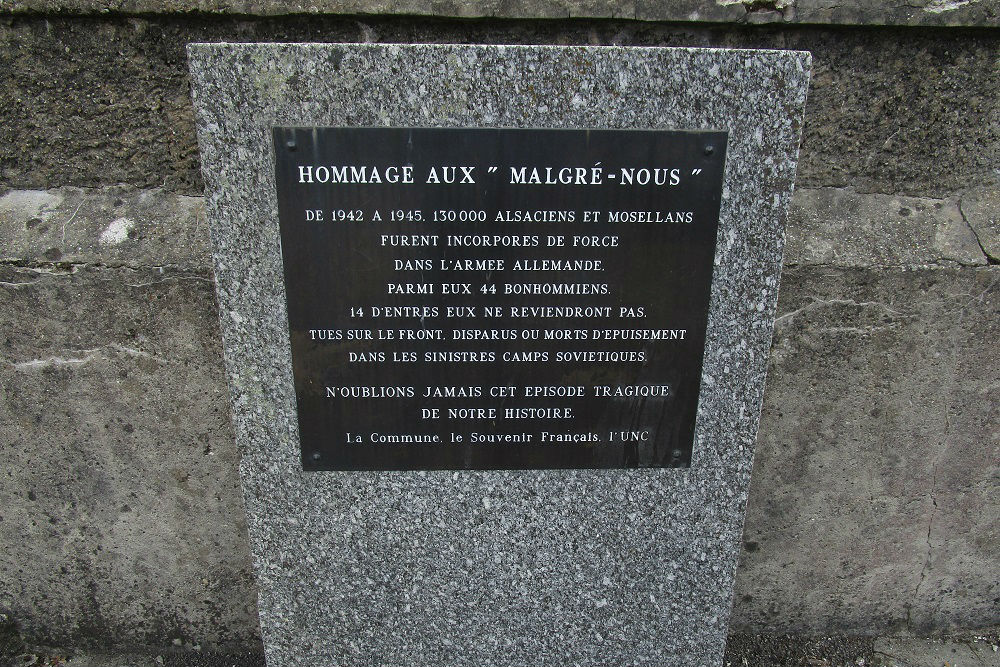 HOMMAGE AUX " MALGRÉ-NOUS "
DE 1942 A 1945. 130000 ALSACIENS ET MOSELLANS
FURENT INCORPORES DE FORCE
DANS L'ARMEE ALLEMANDE.
PARMI EUX 44 BONHOMMIENS.
14 D'ENTRES EUX NE REVIENDRONT PAS.
TUES SUR LE FRONT, DISPARUS OU MORTS D'EPUISEMENT
DANS LES SINISTRES CAMPS SOVIETIQUES.
N'OUBLIONS JAMAIS CET EPISODE TRAGIQUE
DE NOTRE HISTOIRE.
La Commune, le Souvenir Français, l'UNC